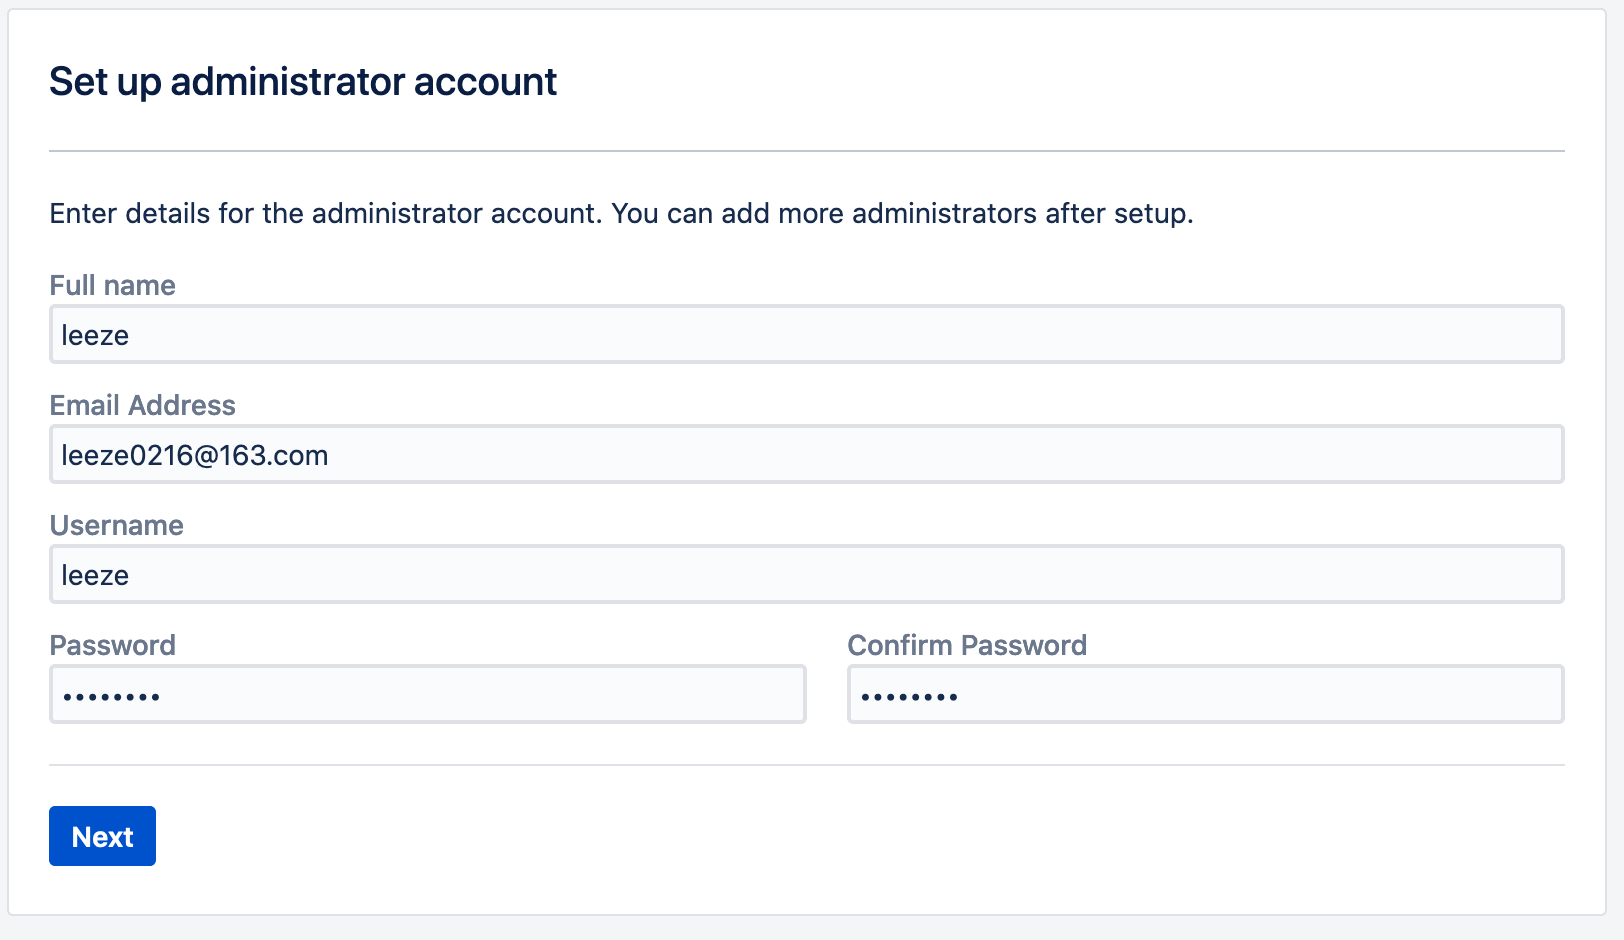 Set up administrator account
Enter details for the administrator account. You can add more administrators after setup.
Full name
leeze
Email Address
leeze0216@163.com
Username
leeze
Password
Confirm Password
••••••••
••••••••
Next